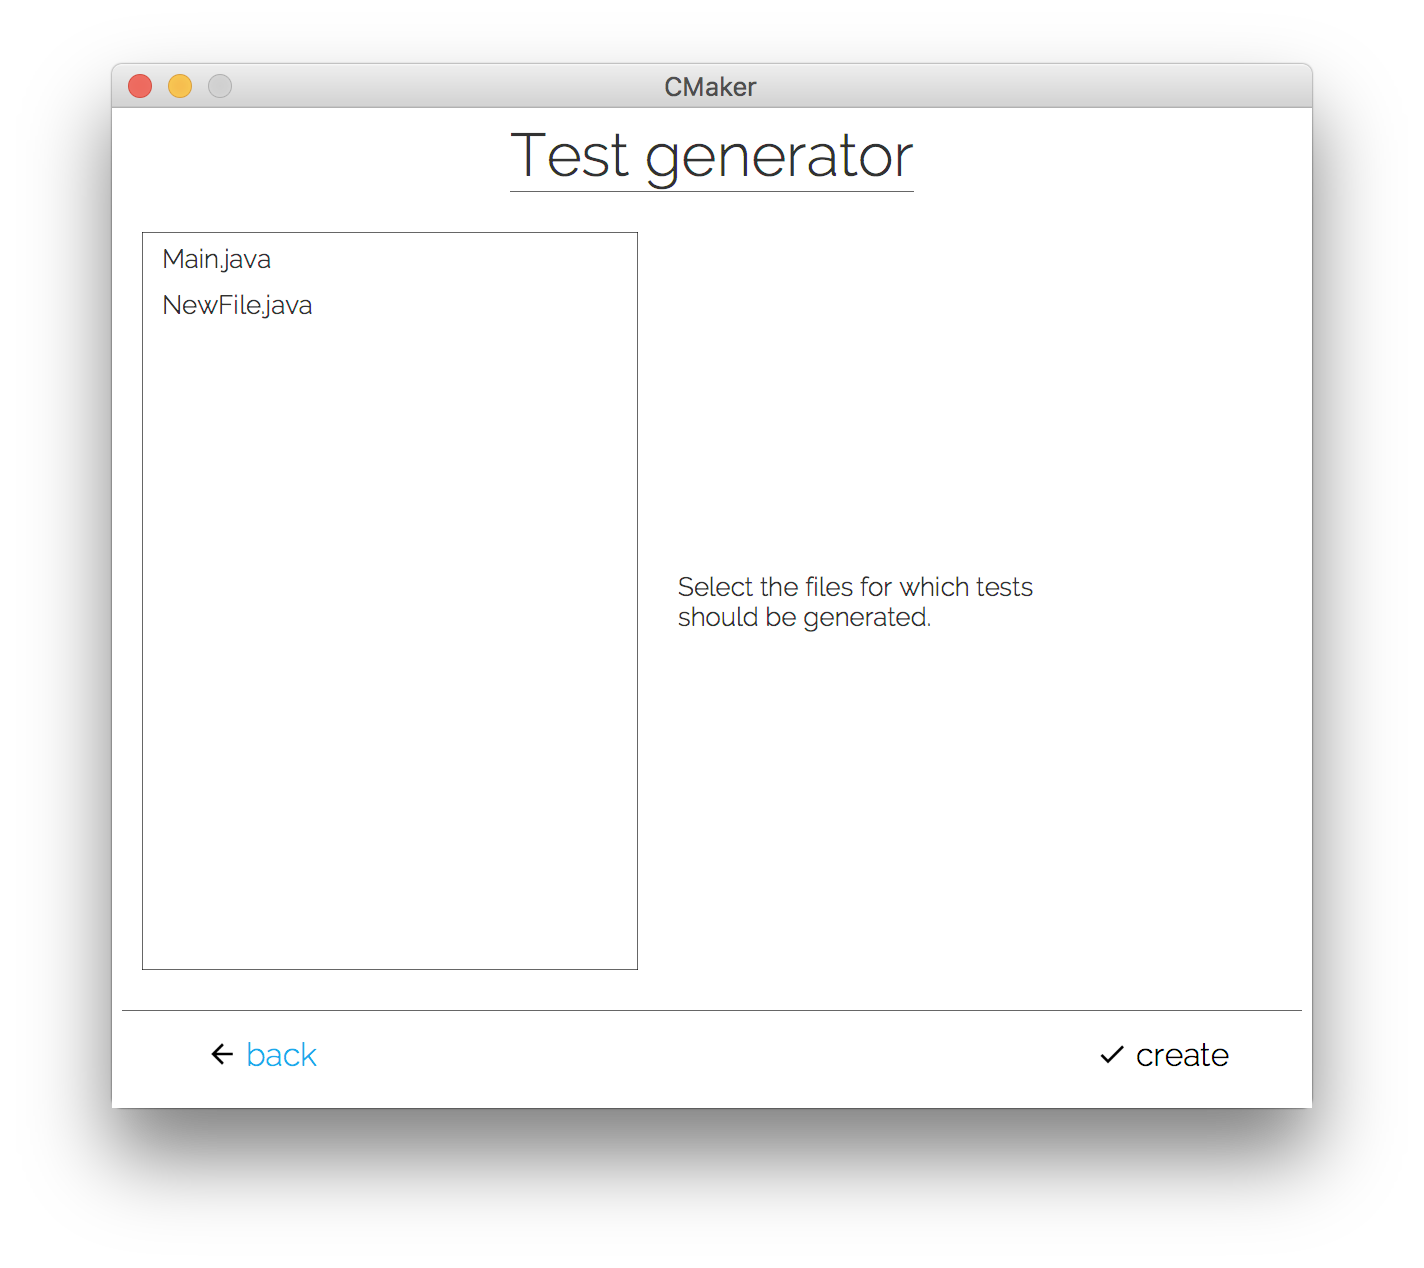 CMaker
Test generator
Main.java
NewFile.java
Select the files for which tests
should be generated.
back
create